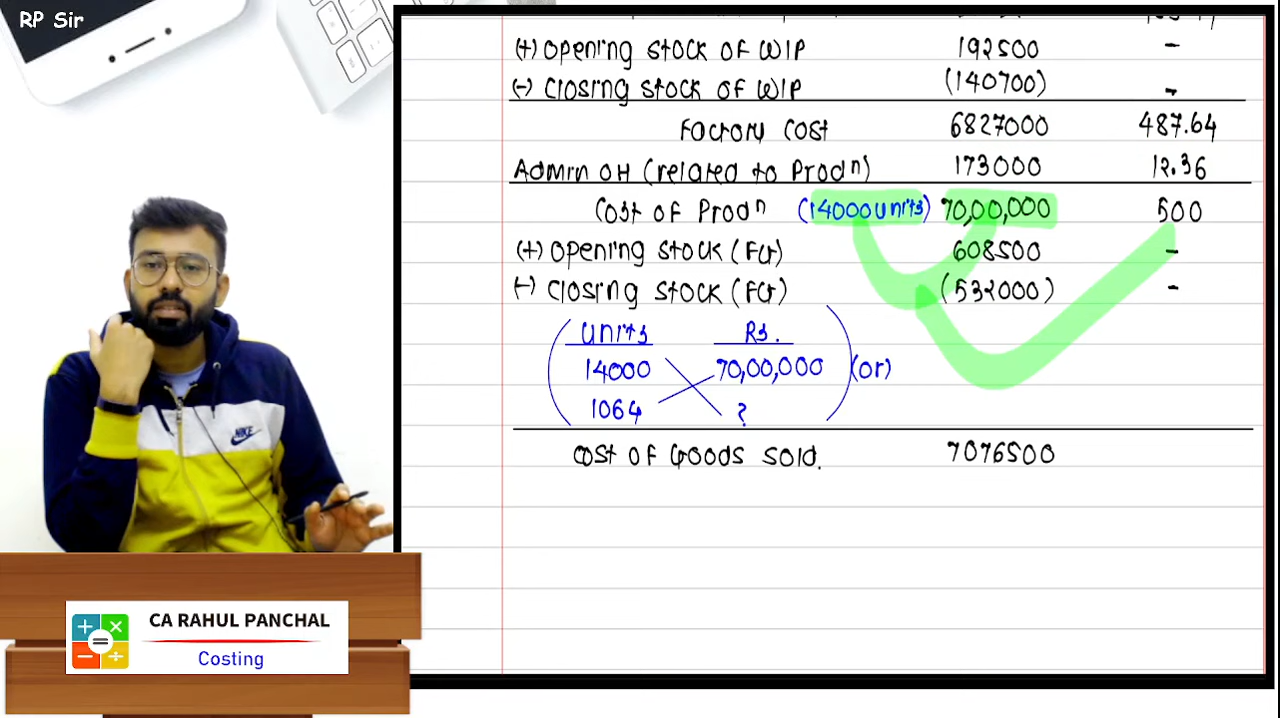 RP Sir
(+) Opening stock of WIP 192500 -
(-) Closing stock of WIP (140700) -
Factory Cost 6827000 487.64
Admin OH (related to Prodn) 173000 12.36
Cost of Prodn (14000 units) 70,00,000 500
(+) Opening stock (FG) 608500 -
(-) Closing stock (FG) (532000) -
Units Rs.
14000 70,00,000 (or)
1064 ?
Cost of Goods Sold. 7076500
CA RAHUL PANCHAL
Costing
NIKE